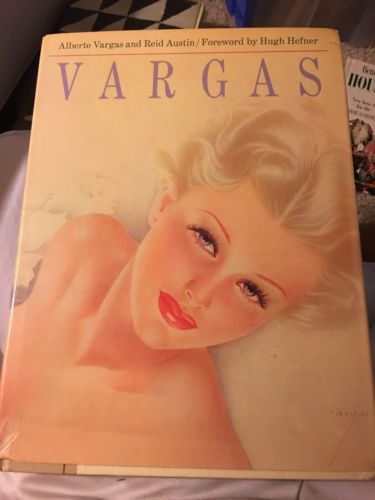 Alberto Vargas and Reid Austin/Foreword by Hugh Hefner
VARGAS